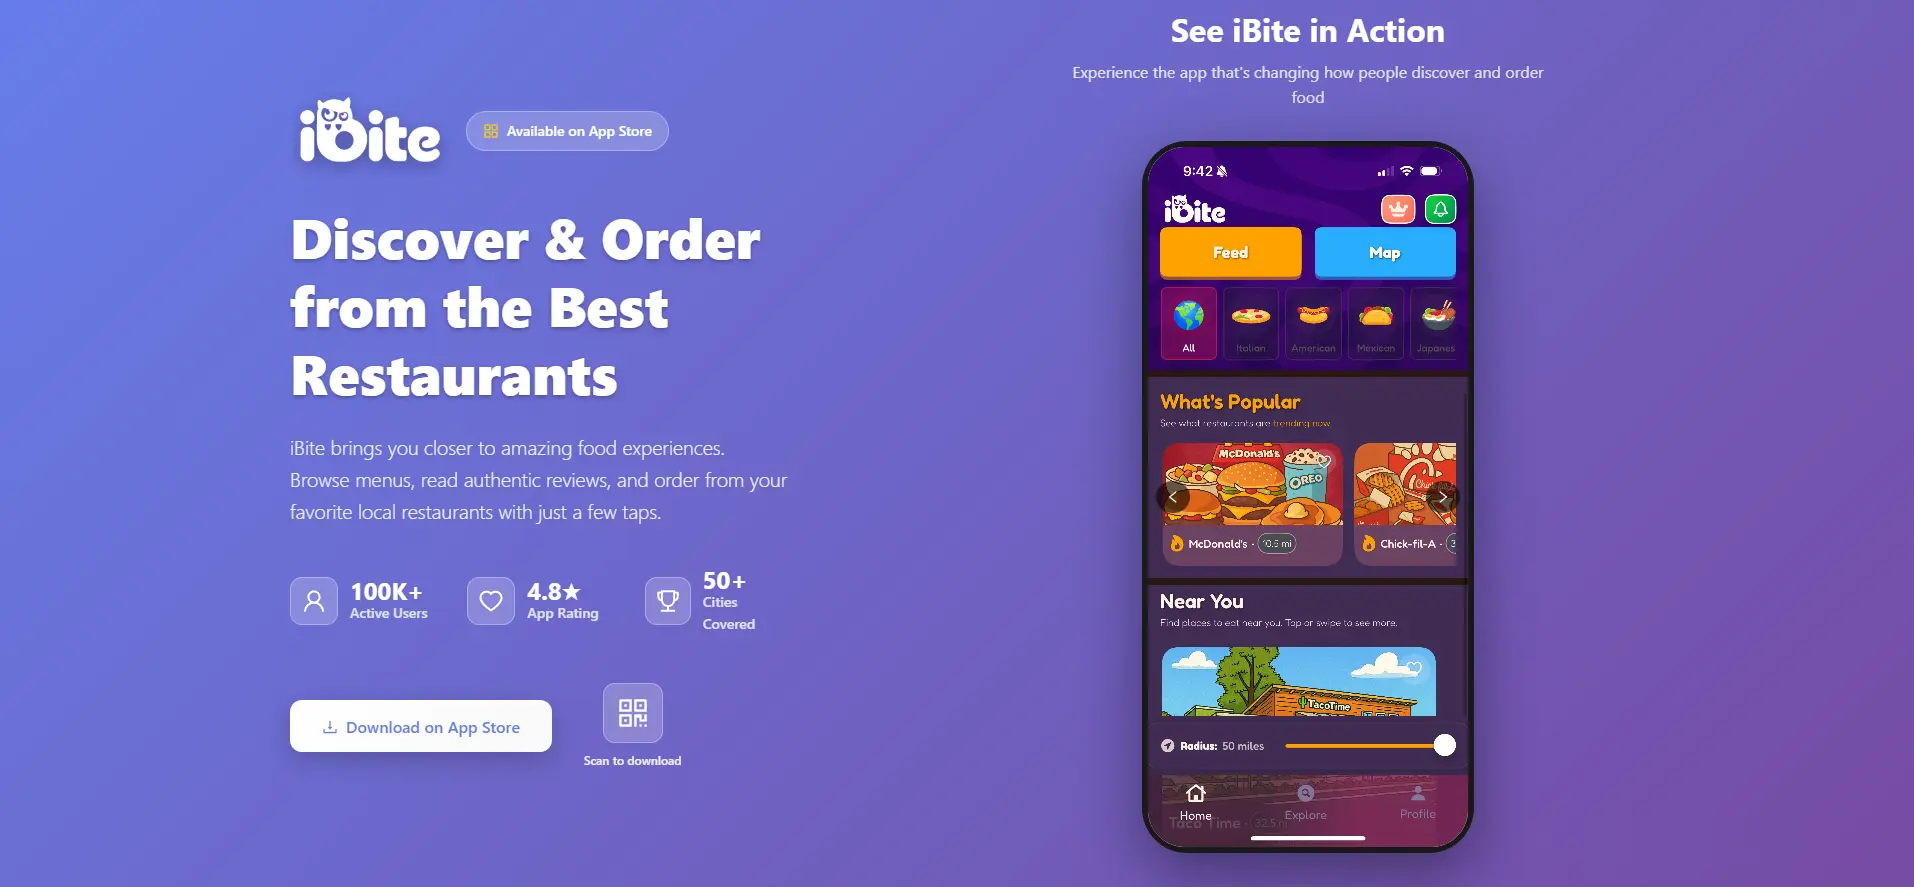 iBite
Available on App Store
Discover & Order
from the Best
Restaurants
iBite brings you closer to amazing food experiences.
Browse menus, read authentic reviews, and order from your
favorite local restaurants with just a few taps.
100K+
Active Users
4.8★
App Rating
50+
Cities
Covered
Download on App Store
Scan to download
See iBite in Action
Experience the app that's changing how people discover and order
food
9:42
iBite
Feed
Map
All
Italian
American
Mexican
Japanes
What's Popular
See what restaurants are trending now.
McDonald's
OREO
McDonald's - 10.5 mi
Chick-fil-A - 3
Near You
Find places to eat near you. Tap or swipe to see more.
TacoTime
Radius: 50 miles
Home
Explore
Profile
Taco Time - 32.5 m